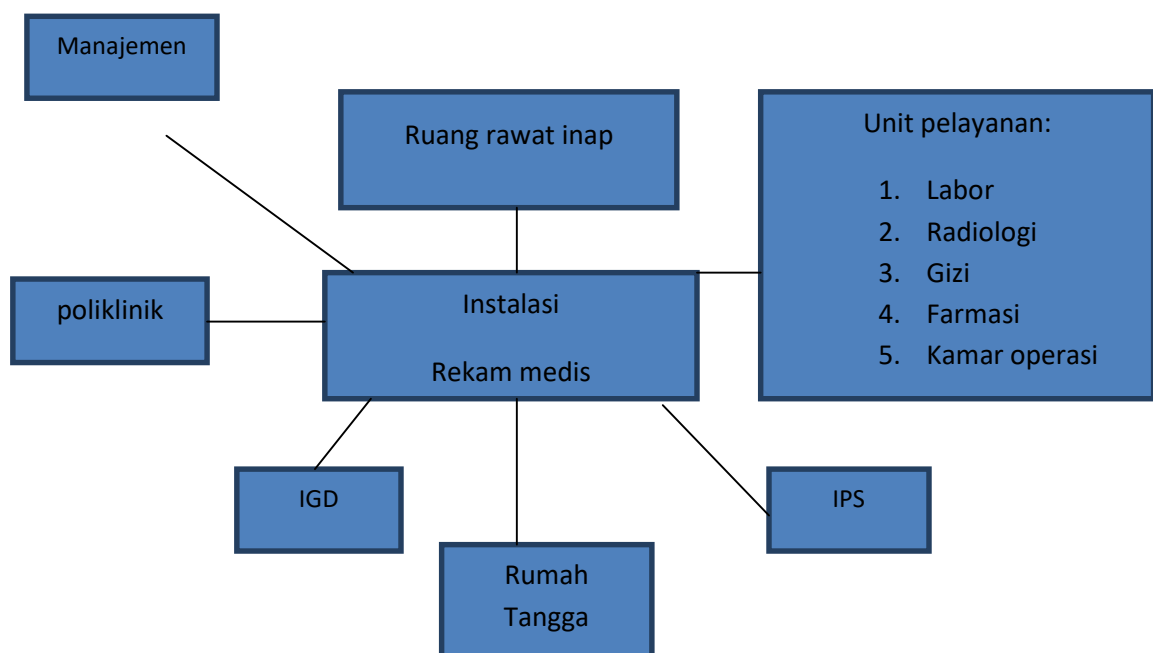 Manajemen
Ruang rawat inap
Unit pelayanan:
1. Labor
2. Radiologi
3. Gizi
4. Farmasi
5. Kamar operasi
poliklinik
Instalasi
Rekam medis
IGD
IPS
Rumah
Tangga